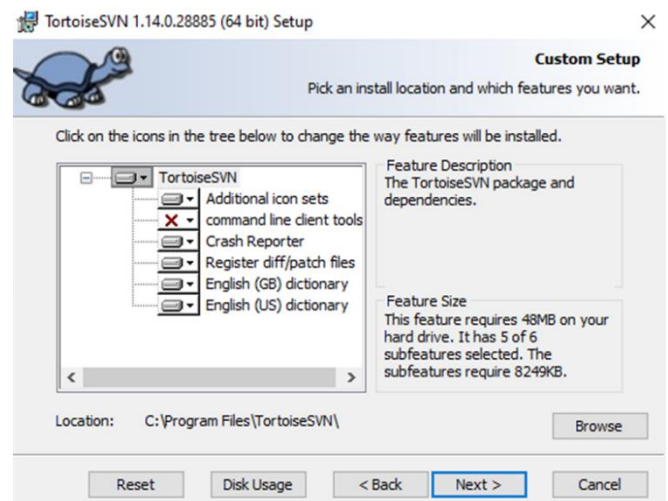 TortoiseSVN 1.14.0.28885 (64 bit) Setup
Custom Setup
Pick an install location and which features you want.
Click on the icons in the tree below to change the way features will be installed.
TortoiseSVN
Additional icon sets
command line client tools
Crash Reporter
Register diff/patch files
English (GB) dictionary
English (US) dictionary
Feature Description
The TortoiseSVN package and
dependencies.
Feature Size
This feature requires 48MB on your
hard drive. It has 5 of 6
subfeatures selected. The
subfeatures require 8249KB.
Location: C:\Program Files\TortoiseSVN\
Browse
Reset Disk Usage < Back Next > Cancel